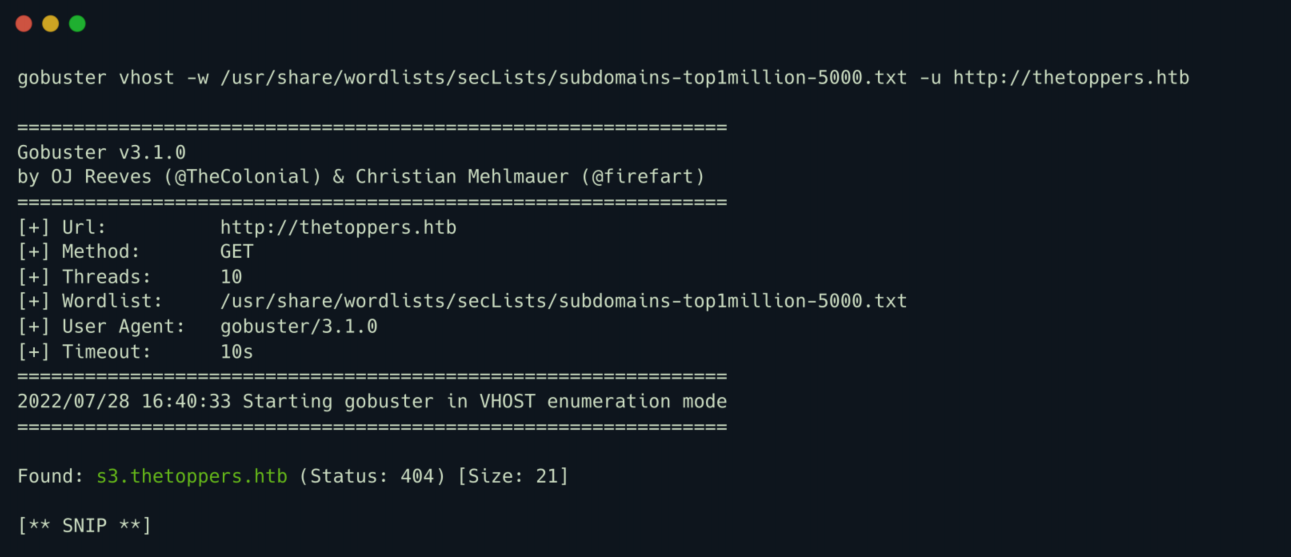 gobuster vhost -w /usr/share/wordlists/secLists/subdomains-top1million-5000.txt -u http://thetoppers.htb
===============================================================
Gobuster v3.1.0
by OJ Reeves (@TheColonial) & Christian Mehlmauer (@firefart)
===============================================================
[+] Url:          http://thetoppers.htb
[+] Method:       GET
[+] Threads:      10
[+] Wordlist:     /usr/share/wordlists/secLists/subdomains-top1million-5000.txt
[+] User Agent:   gobuster/3.1.0
[+] Timeout:      10s
===============================================================
2022/07/28 16:40:33 Starting gobuster in VHOST enumeration mode
===============================================================
Found: s3.thetoppers.htb (Status: 404) [Size: 21]
[** SNIP **]